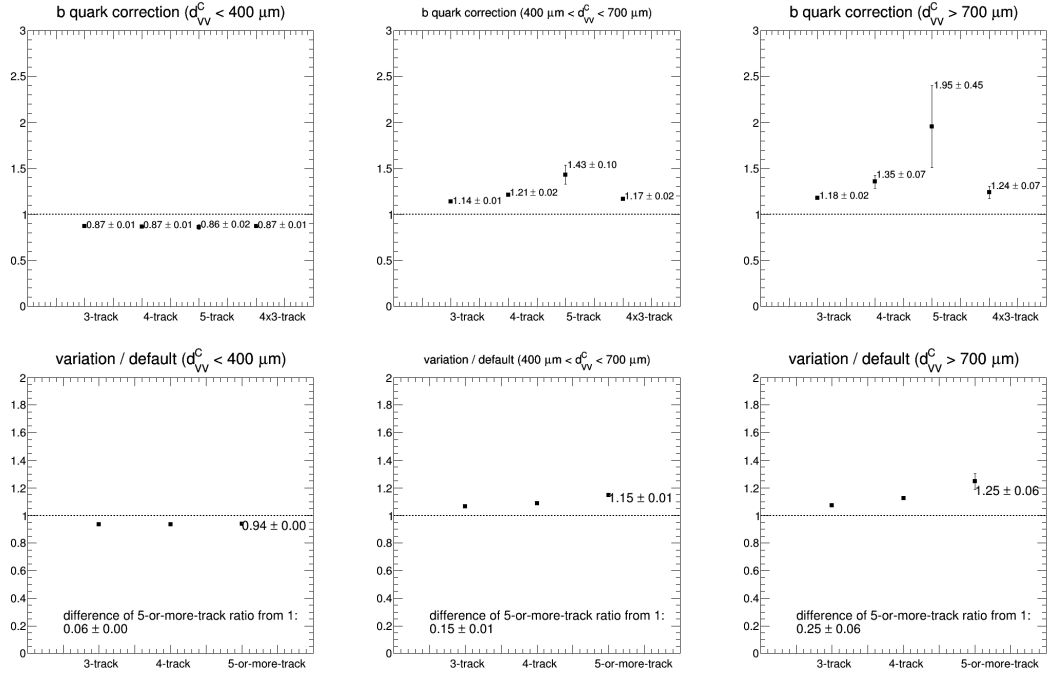 b quark correction (d_VV^C < 400 μm)
3
2.5
2
1.5
1
0.5
0
0.87 ± 0.01
0.87 ± 0.01
0.86 ± 0.02
0.87 ± 0.01
3-track 4-track 5-track 4x3-track
b quark correction (400 μm < d_VV^C < 700 μm)
3
2.5
2
1.5
1
0.5
0
1.14 ± 0.01
1.21 ± 0.02
1.43 ± 0.10
1.17 ± 0.02
3-track 4-track 5-track 4x3-track
b quark correction (d_VV^C > 700 μm)
3
2.5
2
1.5
1
0.5
0
1.18 ± 0.02
1.35 ± 0.07
1.95 ± 0.45
1.24 ± 0.07
3-track 4-track 5-track 4x3-track
variation / default (d_VV^C < 400 μm)
2
1.8
1.6
1.4
1.2
1
0.8
0.6
0.4
0.2
0
0.94 ± 0.00
difference of 5-or-more-track ratio from 1:
0.06 ± 0.00
3-track 4-track 5-or-more-track
variation / default (400 μm < d_VV^C < 700 μm)
2
1.8
1.6
1.4
1.2
1
0.8
0.6
0.4
0.2
0
1.15 ± 0.01
difference of 5-or-more-track ratio from 1:
0.15 ± 0.01
3-track 4-track 5-or-more-track
variation / default (d_VV^C > 700 μm)
2
1.8
1.6
1.4
1.2
1
0.8
0.6
0.4
0.2
0
1.25 ± 0.06
difference of 5-or-more-track ratio from 1:
0.25 ± 0.06
3-track 4-track 5-or-more-track